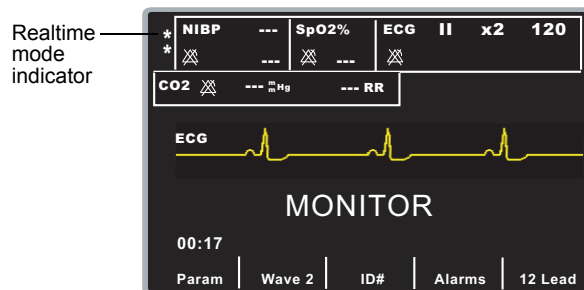 Realtime
mode
indicator
* NIBP --- SpO2% ECG II x2 120
* --- ---
CO2 --- mmHg --- RR
ECG
MONITOR
00:17
Param Wave 2 ID# Alarms 12 Lead